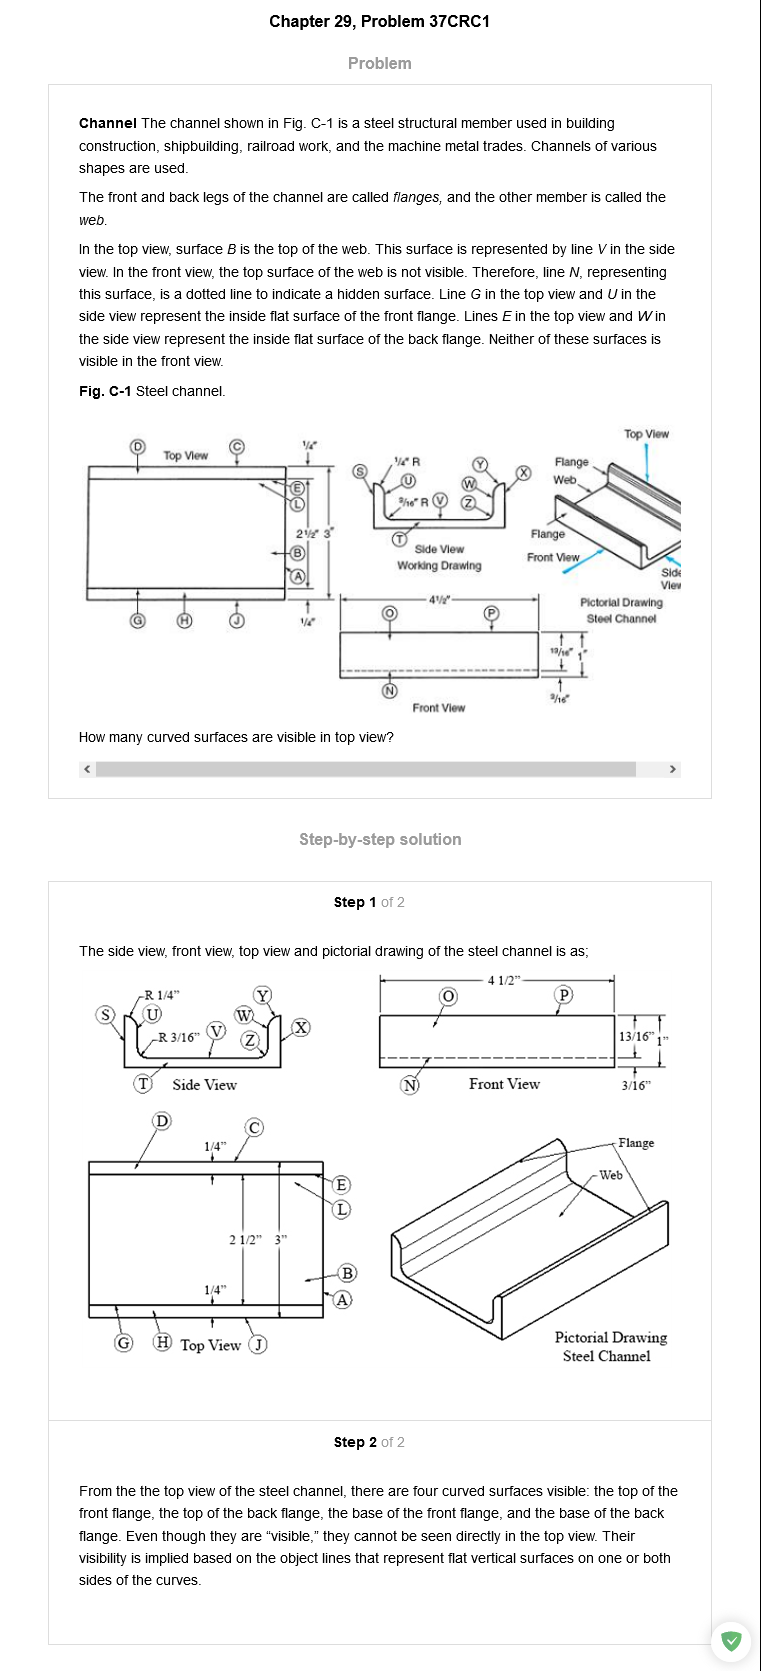 Chapter 29, Problem 37CRC1
Problem
Channel The channel shown in Fig. C-1 is a steel structural member used in building
construction, shipbuilding, railroad work, and the machine metal trades. Channels of various
shapes are used.
The front and back legs of the channel are called flanges, and the other member is called the
web.
In the top view, surface B is the top of the web. This surface is represented by line V in the side
view. In the front view, the top surface of the web is not visible. Therefore, line N, representing
this surface, is a dotted line to indicate a hidden surface. Line G in the top view and U in the
side view represent the inside flat surface of the front flange. Lines E in the top view and W in
the side view represent the inside flat surface of the back flange. Neither of these surfaces is
visible in the front view.
Fig. C-1 Steel channel.
D
Top View
C
1/4"
E
L
2 1/2" 3"
B
A
G
H
J
1/4"
S
1/4" R
U
3/16" R
V
Y
W
Z
X
T
Side View
Working Drawing
Top View
Flange
Web
Flange
Front View
Side
View
Pictorial Drawing
Steel Channel
4 1/2"
O
P
13/16" 1"
N
3/16"
Front View
How many curved surfaces are visible in top view?
Step-by-step solution
Step 1 of 2
The side view, front view, top view and pictorial drawing of the steel channel is as;
R 1/4"
S
U
R 3/16"
V
W
Y
Z
X
T
Side View
4 1/2"
O
P
13/16" 1"
N
Front View
3/16"
D
C
1/4"
E
L
2 1/2" 3"
B
1/4"
A
G
H
Top View
J
Flange
Web
Pictorial Drawing
Steel Channel
Step 2 of 2
From the the top view of the steel channel, there are four curved surfaces visible: the top of the
front flange, the top of the back flange, the base of the front flange, and the base of the back
flange. Even though they are “visible,” they cannot be seen directly in the top view. Their
visibility is implied based on the object lines that represent flat vertical surfaces on one or both
sides of the curves.